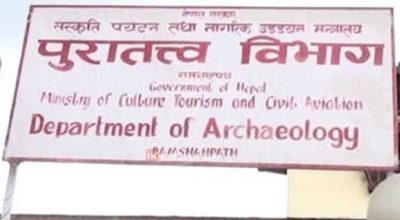 नेपाल सरकार
संस्कृति पर्यटन तथा नागरिक उड्डयन मन्त्रालय
पुरातत्त्व विभाग
रामशाहपथ
Government of Nepal
Ministry of Culture Tourism and Civil Aviation
Department of Archaeology
RAMSHAHPATH